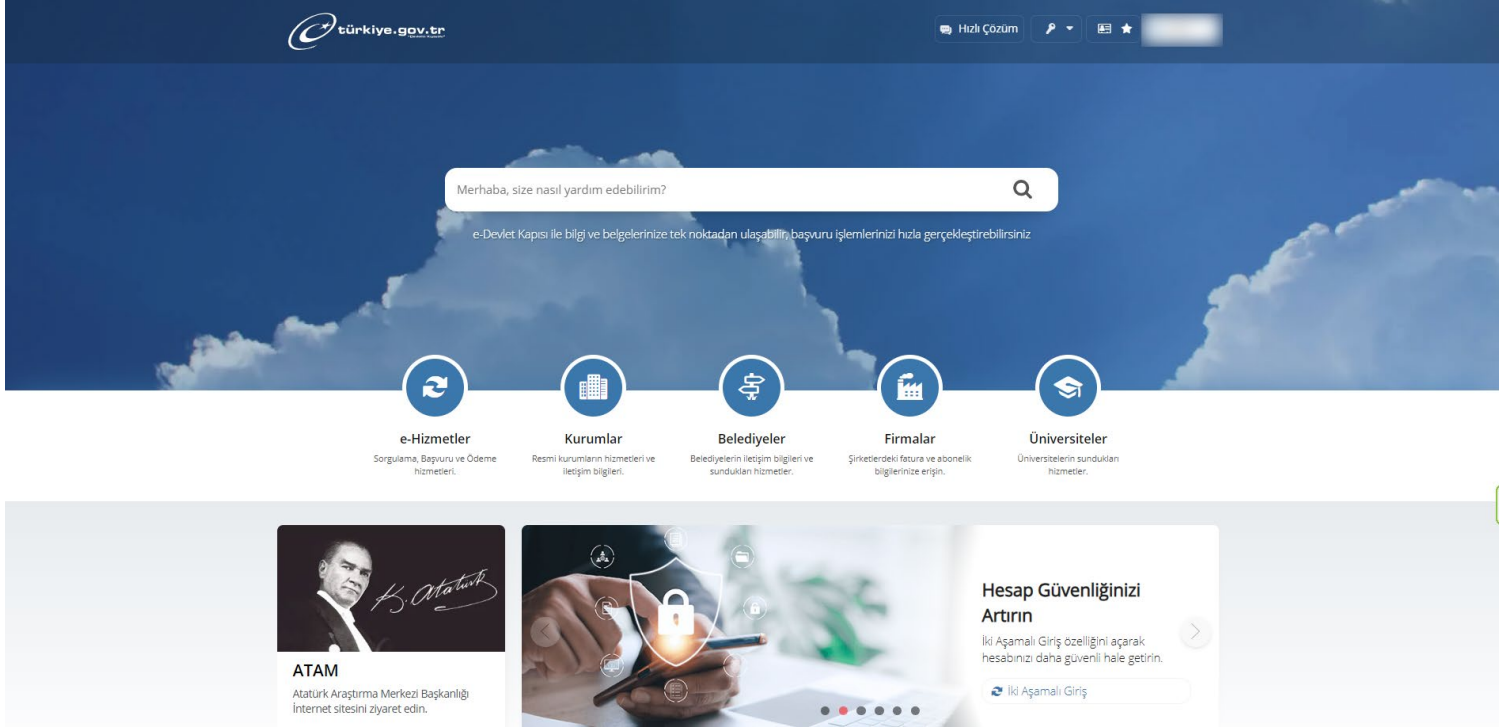 türkiye.gov.tr
Hızlı Çözüm
Merhaba, size nasıl yardım edebilirim?
e-Devlet Kapısı ile bilgi ve belgelerinize tek noktadan ulaşabilir, başvuru işlemlerinizi hızla gerçekleştirebilirsiniz
e-Hizmetler
Sorgulama, Başvuru ve Ödeme
hizmetleri.
Kurumlar
Resmi kurumların hizmetleri ve
iletişim bilgileri.
Belediyeler
Belediyelerin iletişim bilgileri ve
sundukları hizmetler.
Firmalar
Şirketlerdeki fatura ve abonelik
bilgilerinize erişin.
Üniversiteler
Üniversitelerin sundukları
hizmetler.
K. Atatürk
ATAM
Atatürk Araştırma Merkezi Başkanlığı
İnternet sitesini ziyaret edin.
Hesap Güvenliğinizi
Artırın
İki Aşamalı Giriş özelliğini açarak
hesabınızı daha güvenli hale getirin.
İki Aşamalı Giriş